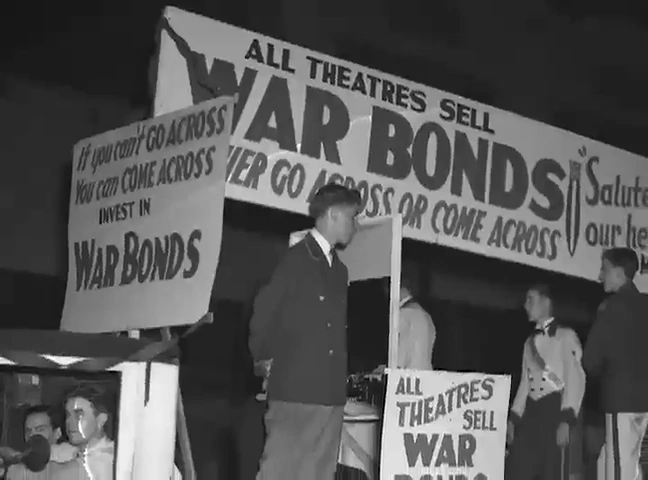 ALL THEATRES SELL
WAR BONDS
GO ACROSS OR COME ACROSS
"Salute
our
If you can't GO ACROSS
You can COME ACROSS
INVEST IN
WAR BONDS
ALL
THEATRES
SELL
WAR
BONDS